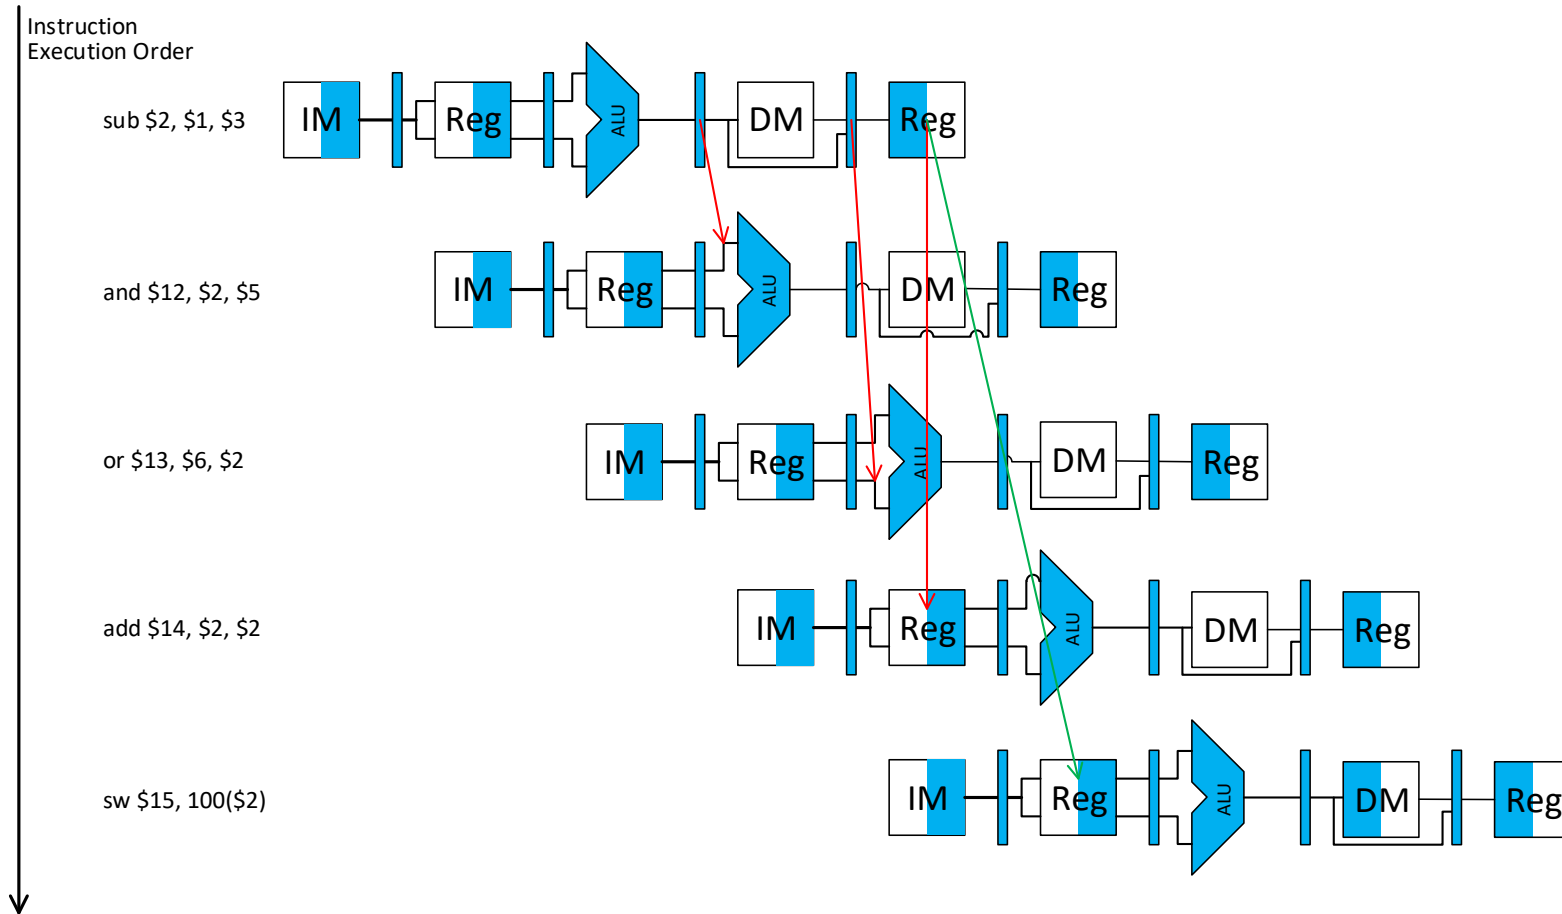 Instruction
Execution Order
sub $2, $1, $3
IM
Reg
ALU
DM
Reg
and $12, $2, $5
IM
Reg
ALU
DM
Reg
or $13, $6, $2
IM
Reg
ALU
DM
Reg
add $14, $2, $2
IM
Reg
ALU
DM
Reg
sw $15, 100($2)
IM
Reg
ALU
DM
Reg